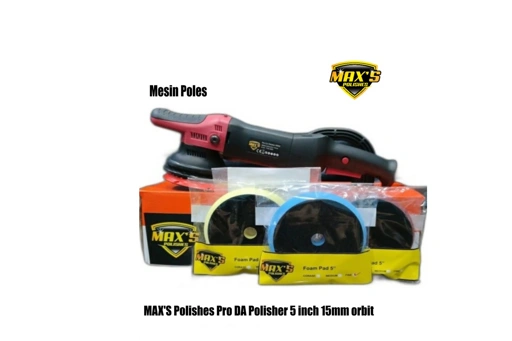 MAX'S
POLISHES
Mesin Poles
MAX'S
POLISHES
MAX'S
Foam Pad 5"
MAX'S
Foam Pad 5"
MAX'S Polishes Pro DA Polisher 5 inch 15mm orbit